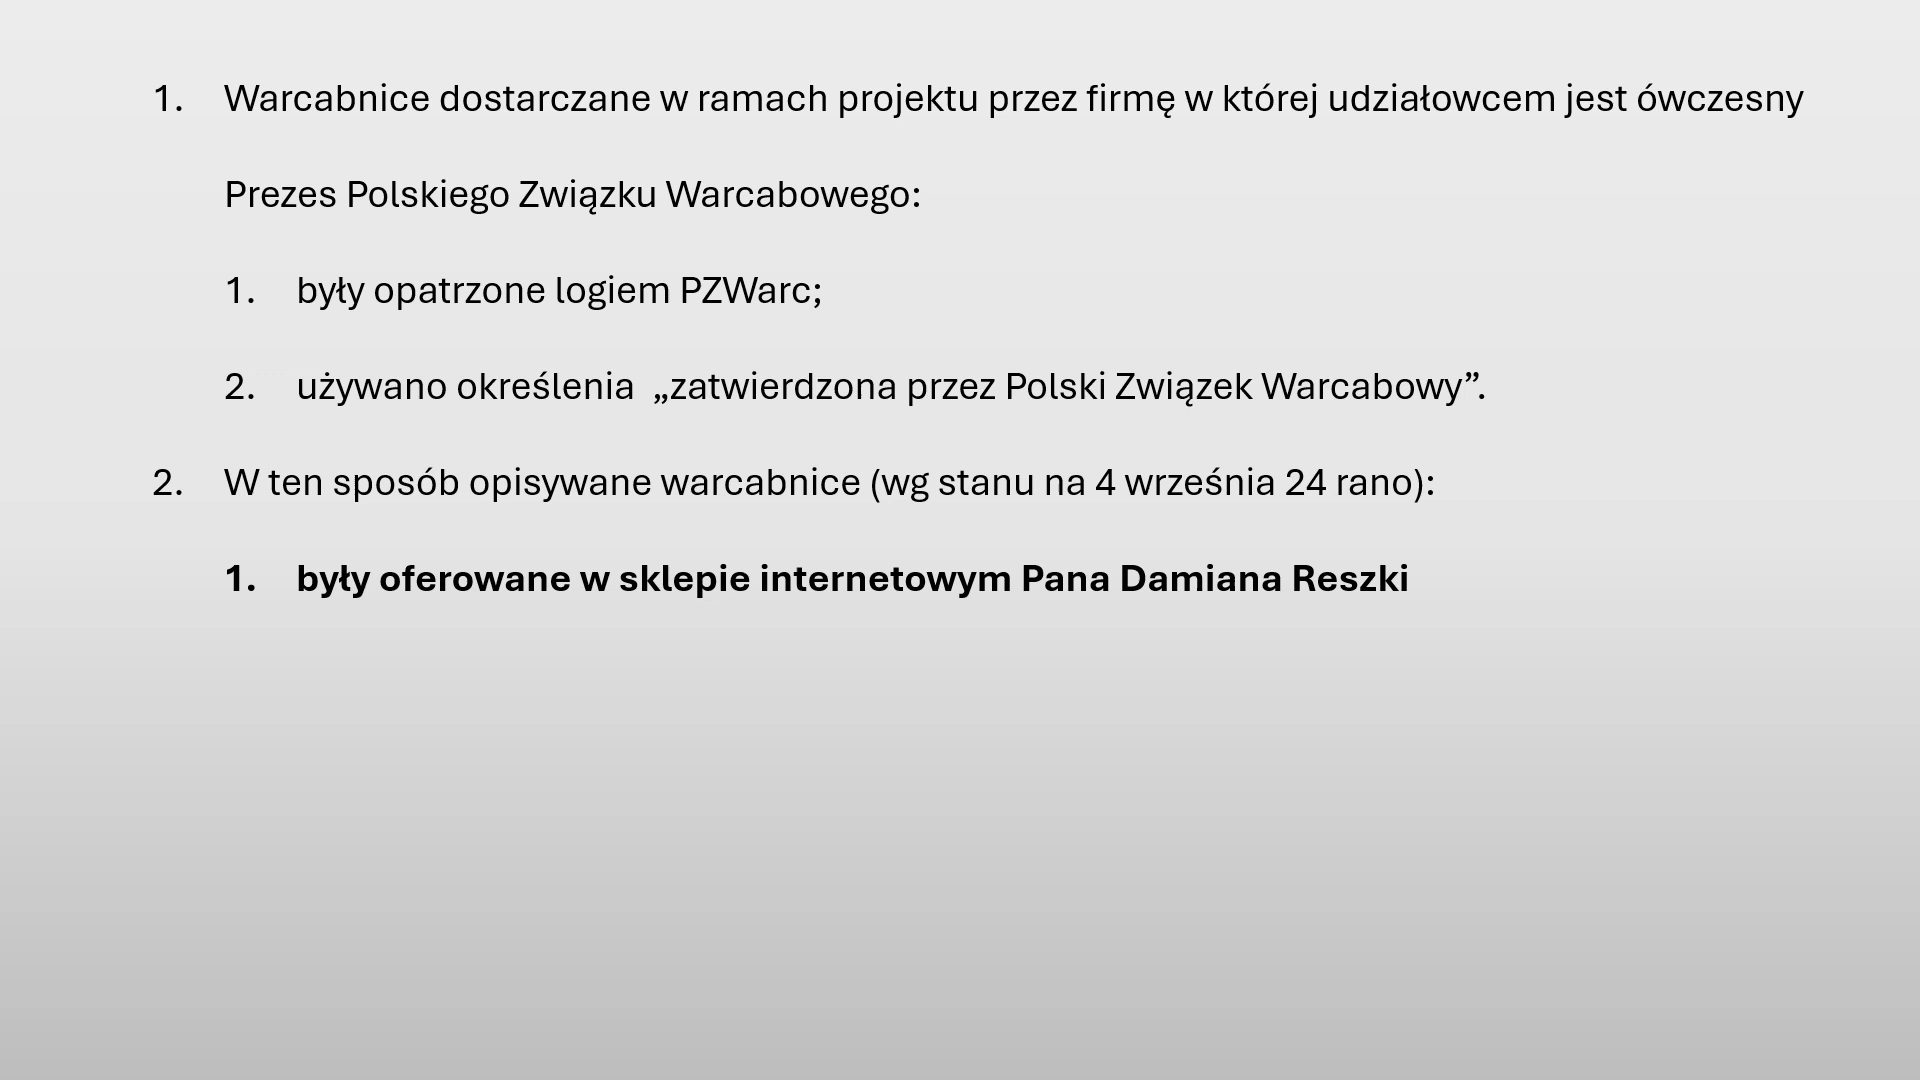 1. Warcabnice dostarczane w ramach projektu przez firmę w której udziałowcem jest ówczesny
Prezes Polskiego Związku Warcabowego:
1. były opatrzone logiem PZWarc;
2. używano określenia  „zatwierdzona przez Polski Związek Warcabowy”.
2. W ten sposób opisywane warcabnice (wg stanu na 4 września 24 rano):
1. były oferowane w sklepie internetowym Pana Damiana Reszki